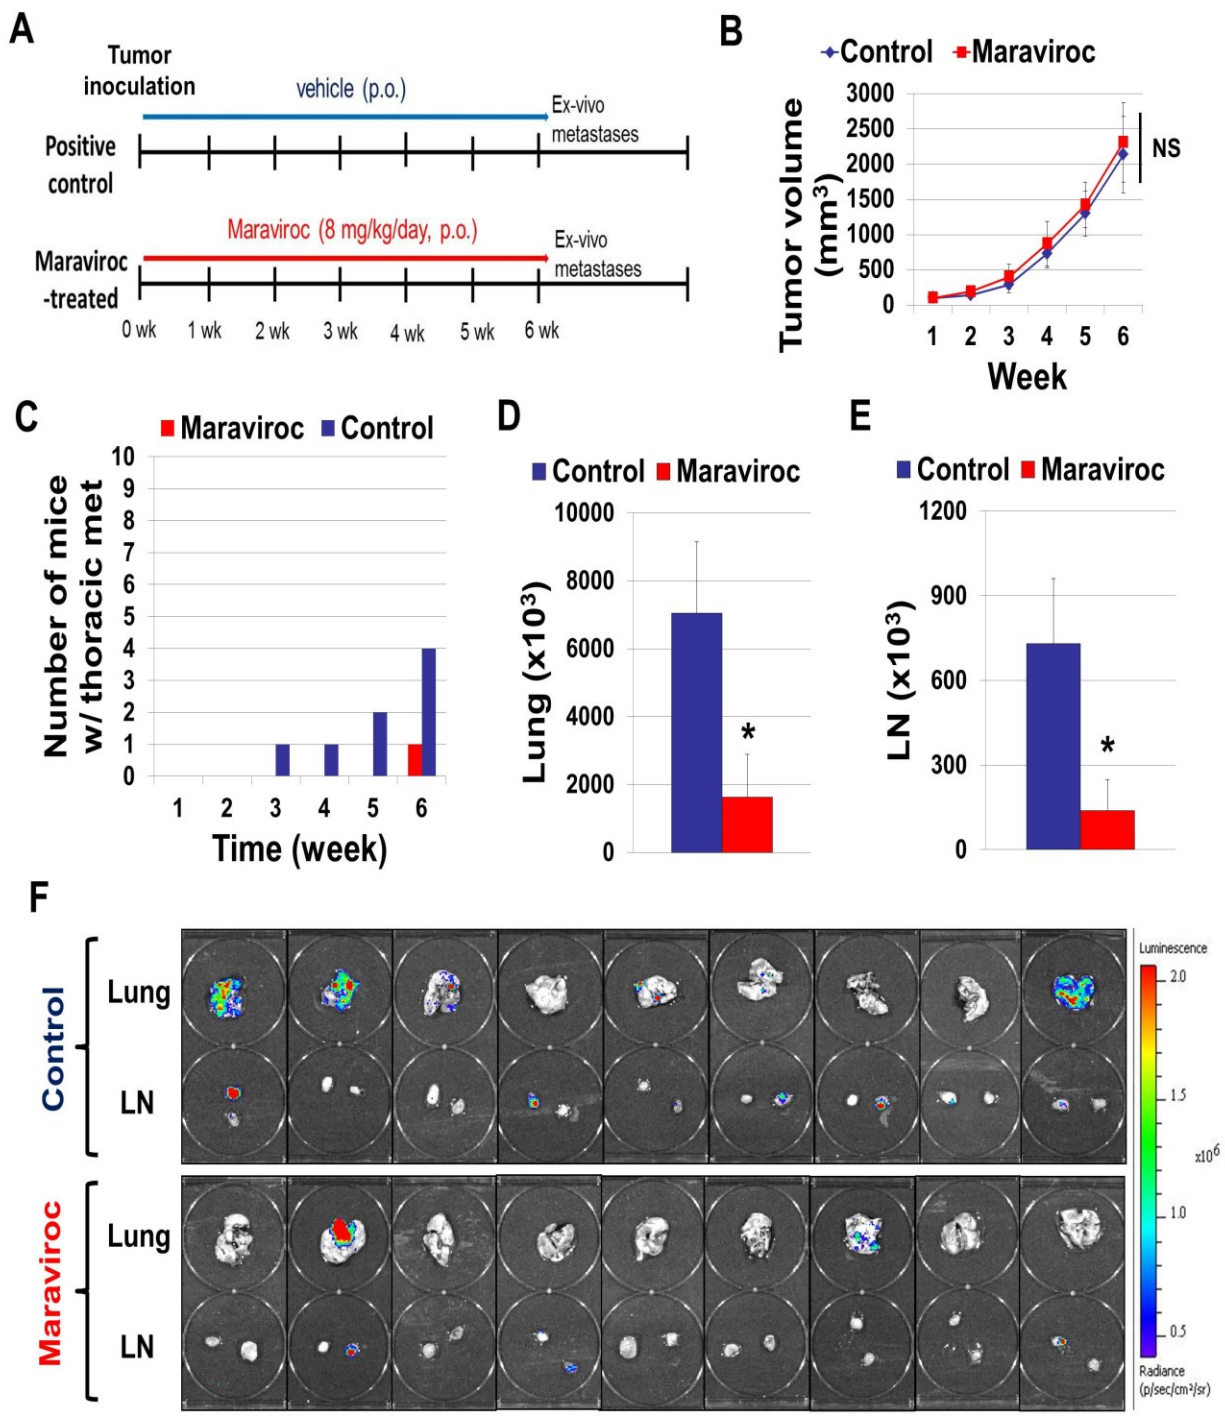 A
Tumor
inoculation
vehicle (p.o.)
Ex-vivo
metastases
Positive
control
Maraviroc (8 mg/kg/day, p.o.)
Ex-vivo
metastases
Maraviroc
-treated
0 wk 1 wk 2 wk 3 wk 4 wk 5 wk 6 wk
B
Control Maraviroc
Tumor volume
(mm³)
3000
2500
2000
1500
1000
500
0
NS
1 2 3 4 5 6
Week
C
Maraviroc Control
Number of mice
w/ thoracic met
10
9
8
7
6
5
4
3
2
1
0
1 2 3 4 5 6
Time (week)
D
Control Maraviroc
Lung (x10³)
10000
8000
6000
4000
2000
0
*
E
Control Maraviroc
LN (x10³)
1200
900
600
300
0
*
F
Control
Lung
LN
Maraviroc
Lung
LN
Luminescence
2.0
1.5
x10⁶
1.0
0.5
Radiance
(p/sec/cm²/sr)